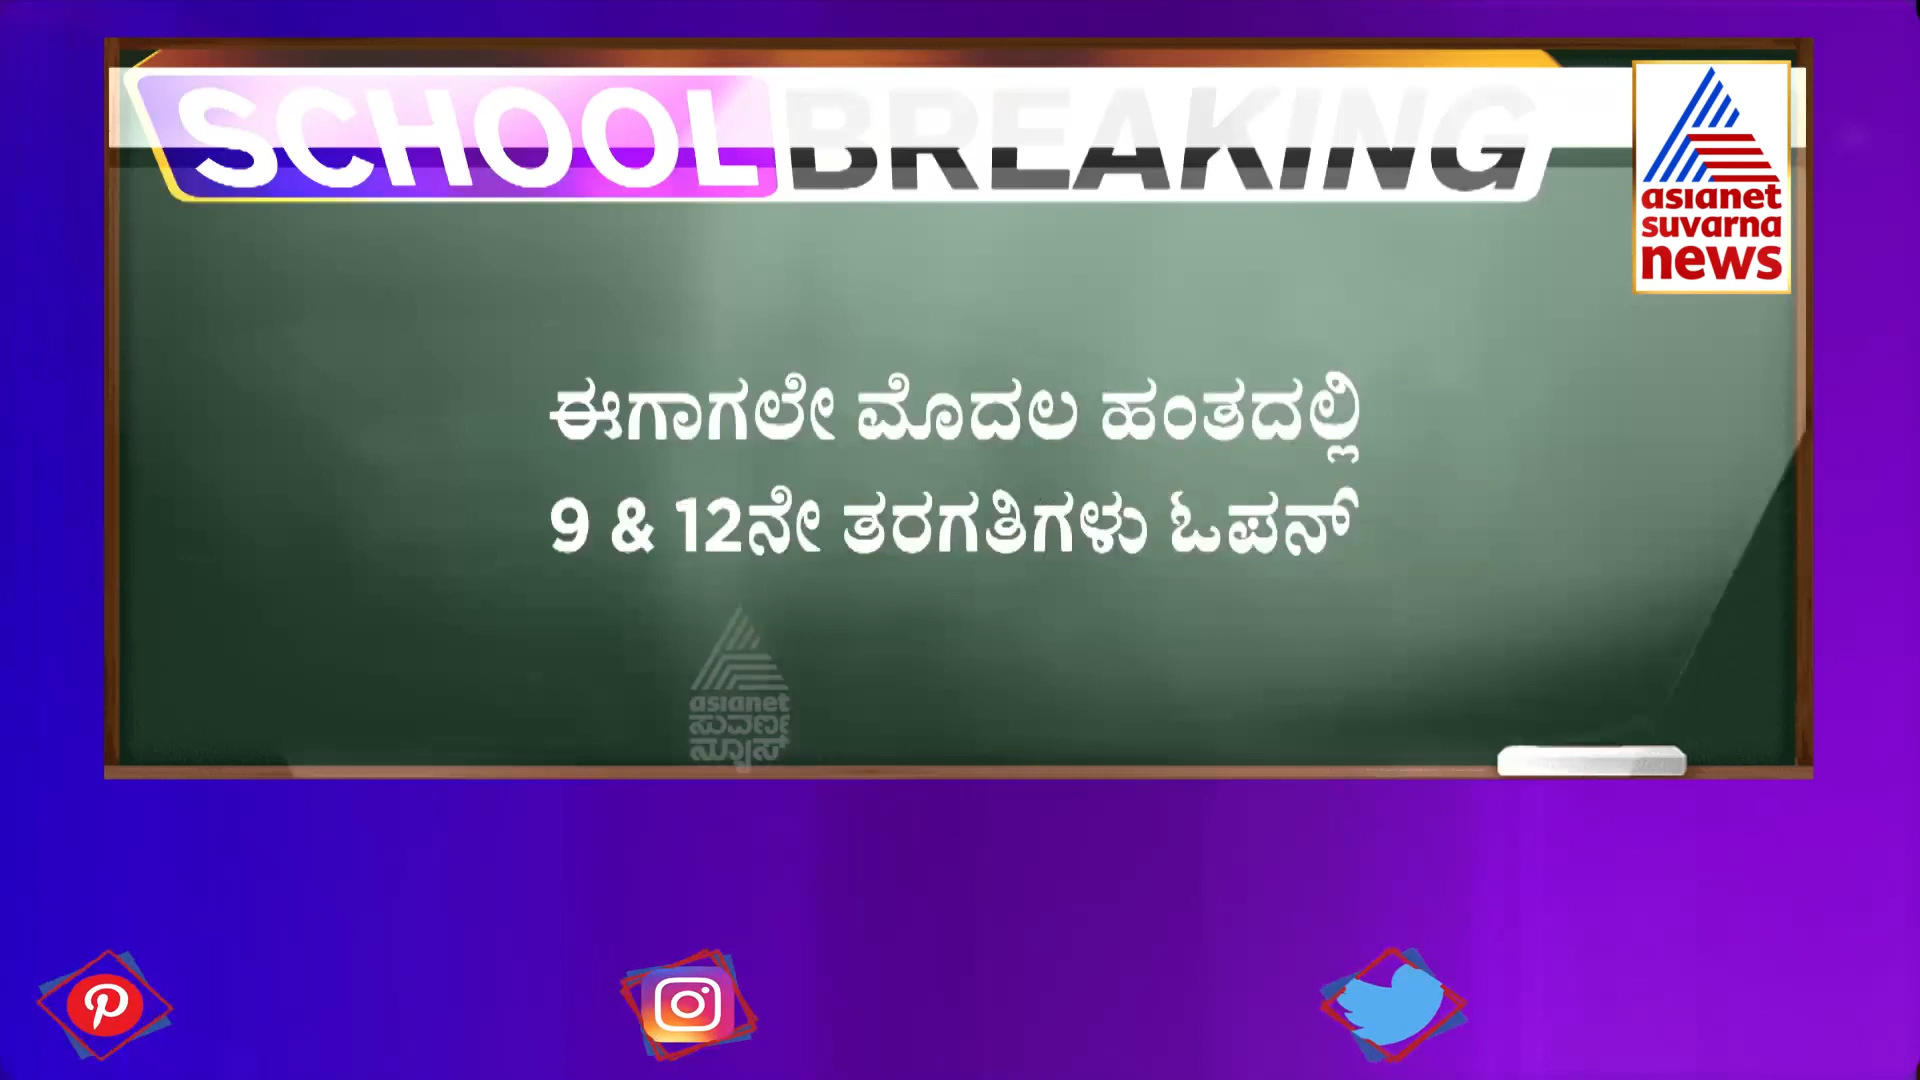 SCHOOL BREAKING
asianet
suvarna
news
ಈಗಾಗಲೇ ಮೊದಲ ಹಂತದಲ್ಲಿ
9 & 12ನೇ ತರಗತಿಗಳು ಓಪನ್
asianet
ಸುವರ್ಣ
ನ್ಯೂಸ್